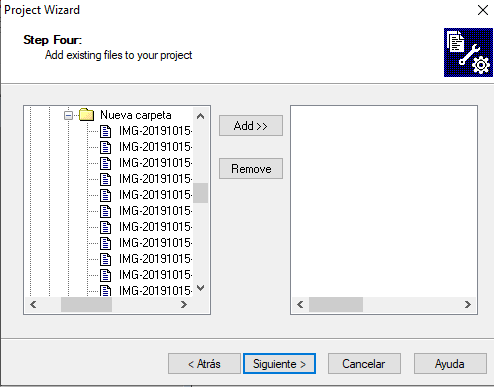 Project Wizard
Step Four:
Add existing files to your project
Nueva carpeta
IMG-20191015-
IMG-20191015-
IMG-20191015-
IMG-20191015-
IMG-20191015-
IMG-20191015-
IMG-20191015-
IMG-20191015-
IMG-20191015-
IMG-20191015-
IMG-20191015-
Add >>
Remove
< Atrás
Siguiente >
Cancelar
Ayuda